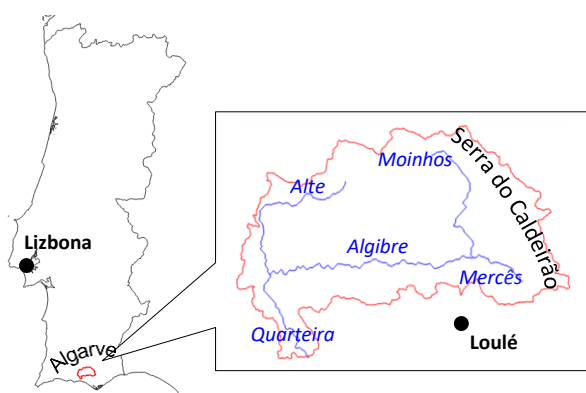 Lizbona
Algarve
Moinhos
Serra do Caldeirão
Alte
Algibre
Mercês
Quarteira
Loulé